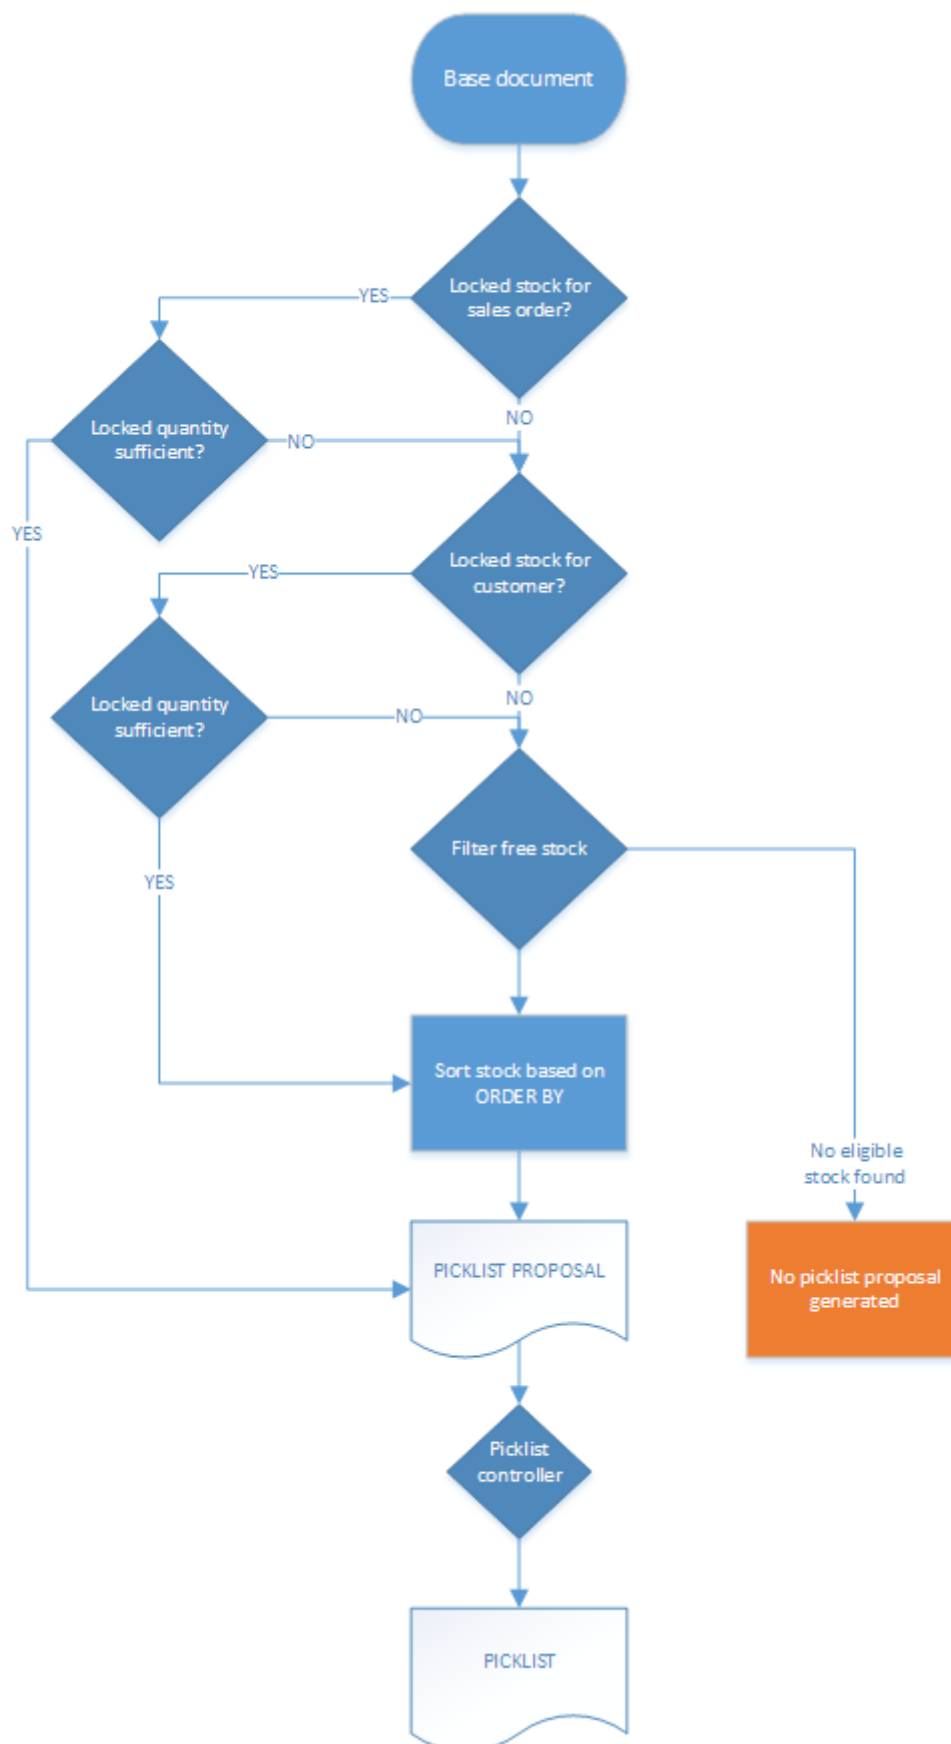 Base document
Locked stock for
sales order?
YES
NO
Locked quantity
sufficient?
NO
YES
Locked stock for
customer?
YES
NO
Locked quantity
sufficient?
NO
YES
Filter free stock
Sort stock based on
ORDER BY
No eligible
stock found
PICKLIST PROPOSAL
No picklist proposal
generated
Picklist
controller
PICKLIST